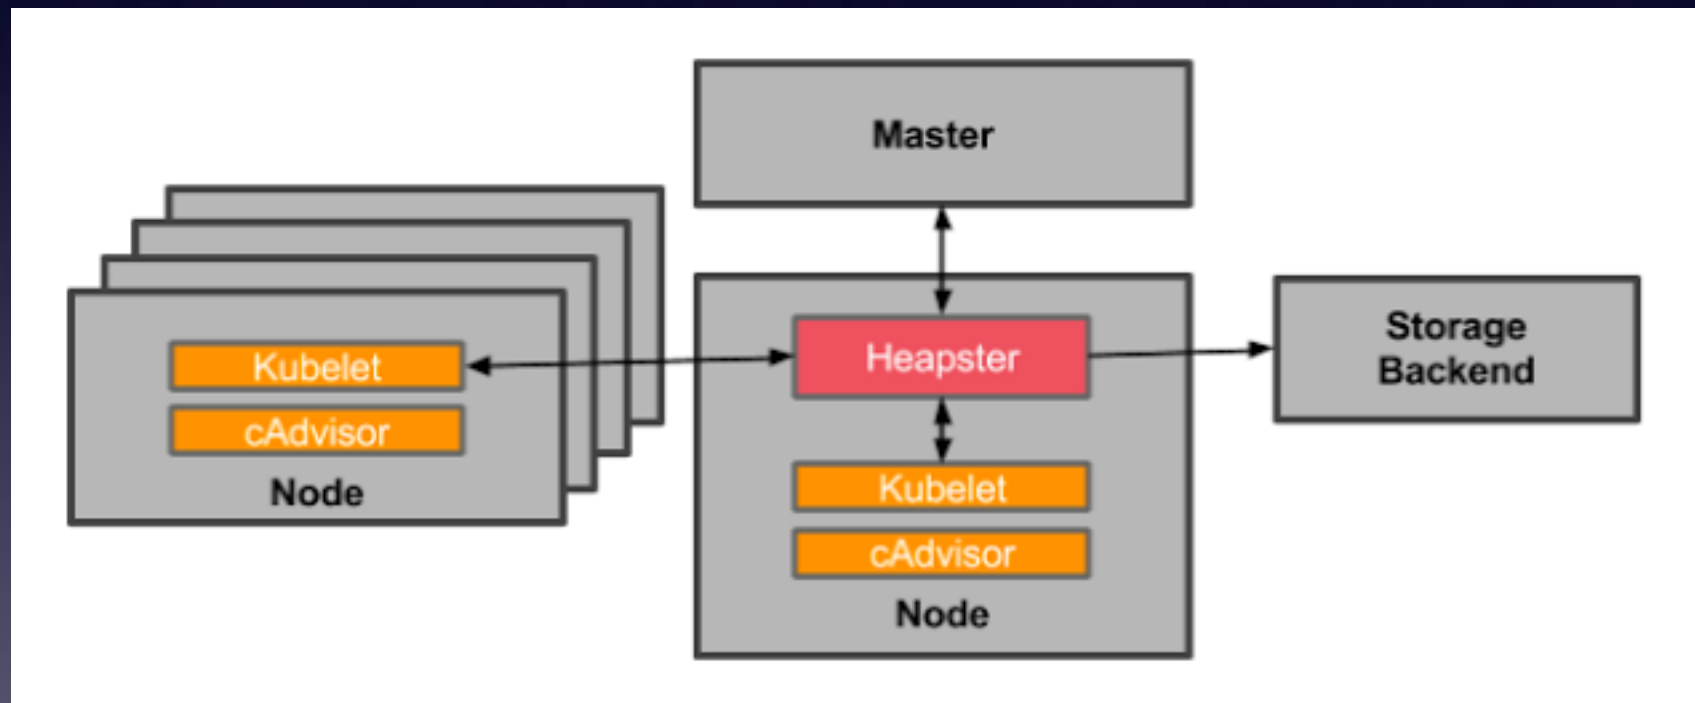 Master
Kubelet
cAdvisor
Node
Heapster
Kubelet
cAdvisor
Node
Storage
Backend